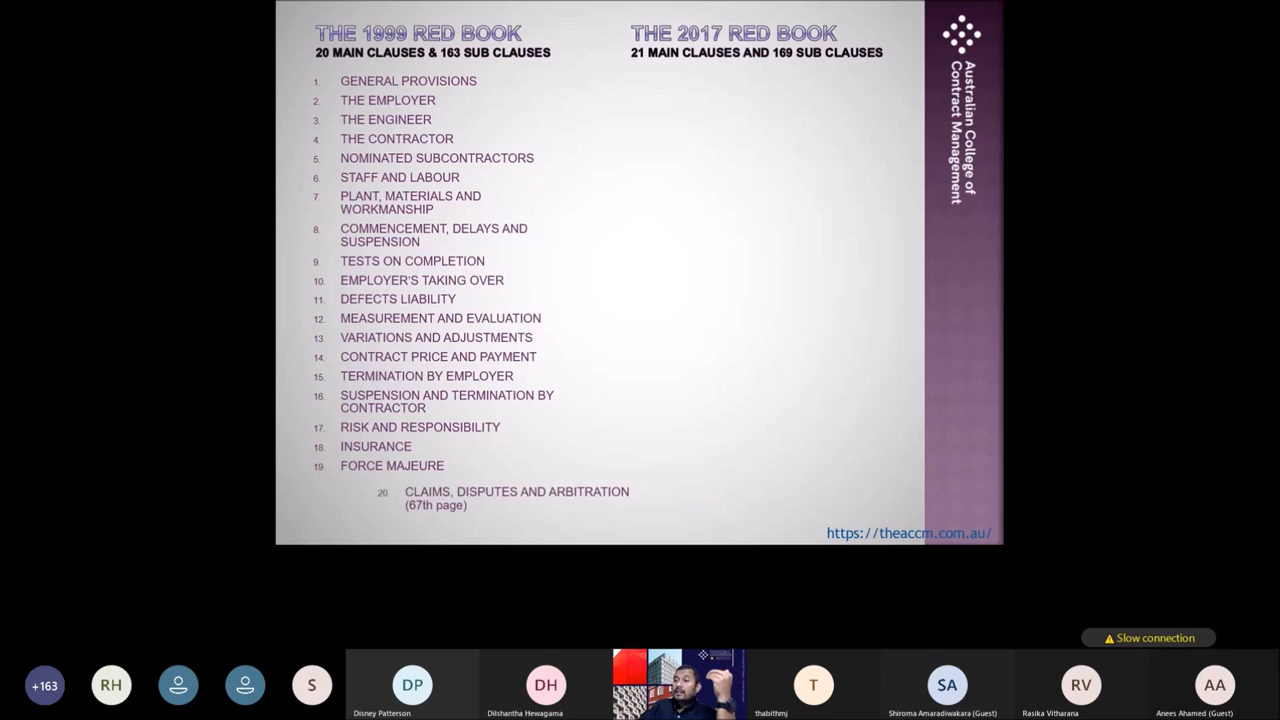 THE 1999 RED BOOK
20 MAIN CLAUSES & 163 SUB CLAUSES
1. GENERAL PROVISIONS
2. THE EMPLOYER
3. THE ENGINEER
4. THE CONTRACTOR
5. NOMINATED SUBCONTRACTORS
6. STAFF AND LABOUR
7. PLANT, MATERIALS AND
WORKMANSHIP
8. COMMENCEMENT, DELAYS AND
SUSPENSION
9. TESTS ON COMPLETION
10. EMPLOYER'S TAKING OVER
11. DEFECTS LIABILITY
12. MEASUREMENT AND EVALUATION
13. VARIATIONS AND ADJUSTMENTS
14. CONTRACT PRICE AND PAYMENT
15. TERMINATION BY EMPLOYER
16. SUSPENSION AND TERMINATION BY
CONTRACTOR
17. RISK AND RESPONSIBILITY
18. INSURANCE
19. FORCE MAJEURE
20. CLAIMS, DISPUTES AND ARBITRATION
(67th page)
THE 2017 RED BOOK
21 MAIN CLAUSES AND 169 SUB CLAUSES
Australian College of
Contract Management
https://theaccm.com.au/
Slow connection
+163
RH
S
DP
Disney Patterson
DH
Dilshantha Hewagama
T
thabithmj
SA
Shiroma Amaradiwakara (Guest)
RV
Rasika Vitharana
AA
Anees Ahamed (Guest)